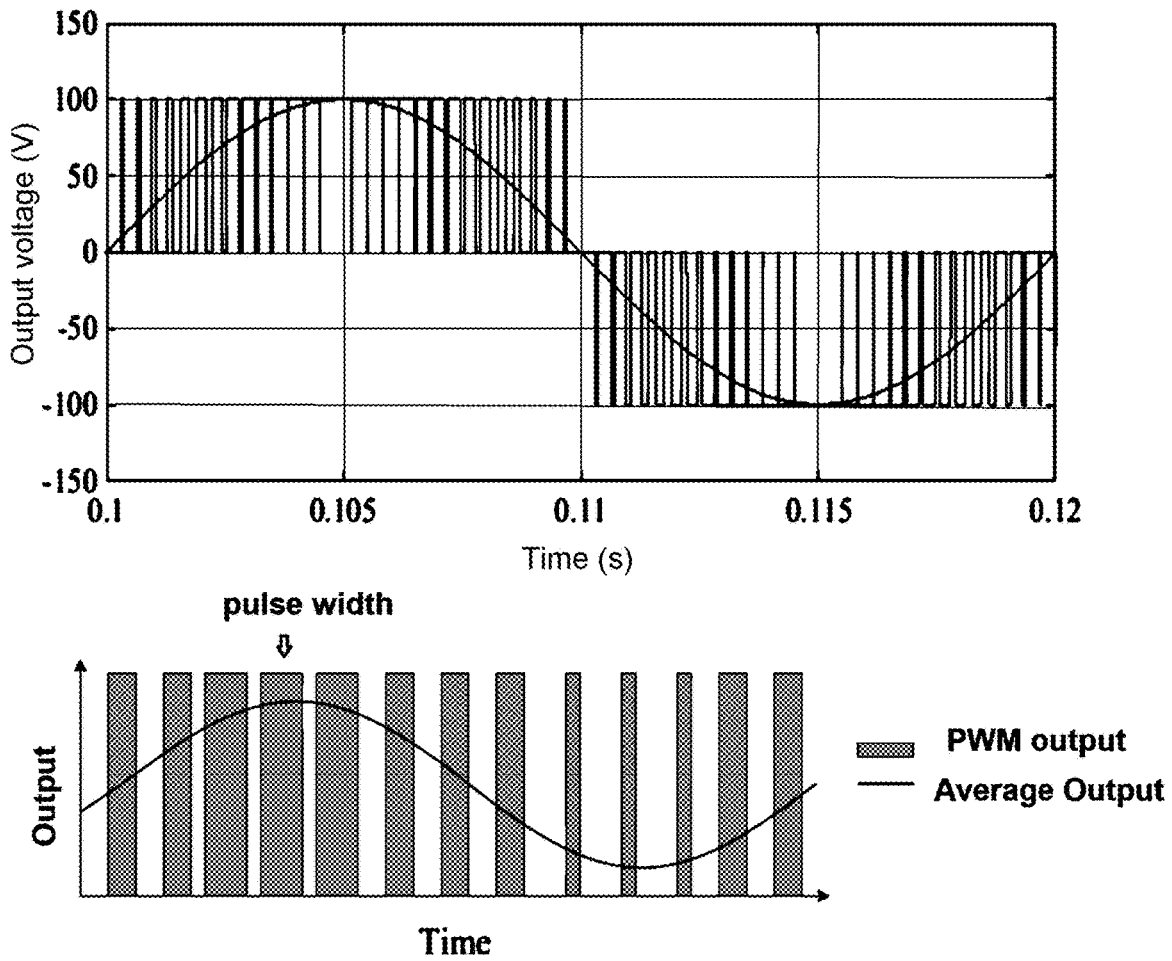 150
100
50
0
-50
-100
-150
Output voltage (V)
0.1 0.105 0.11 0.115 0.12
Time (s)
pulse width
Output
PWM output
Average Output
Time